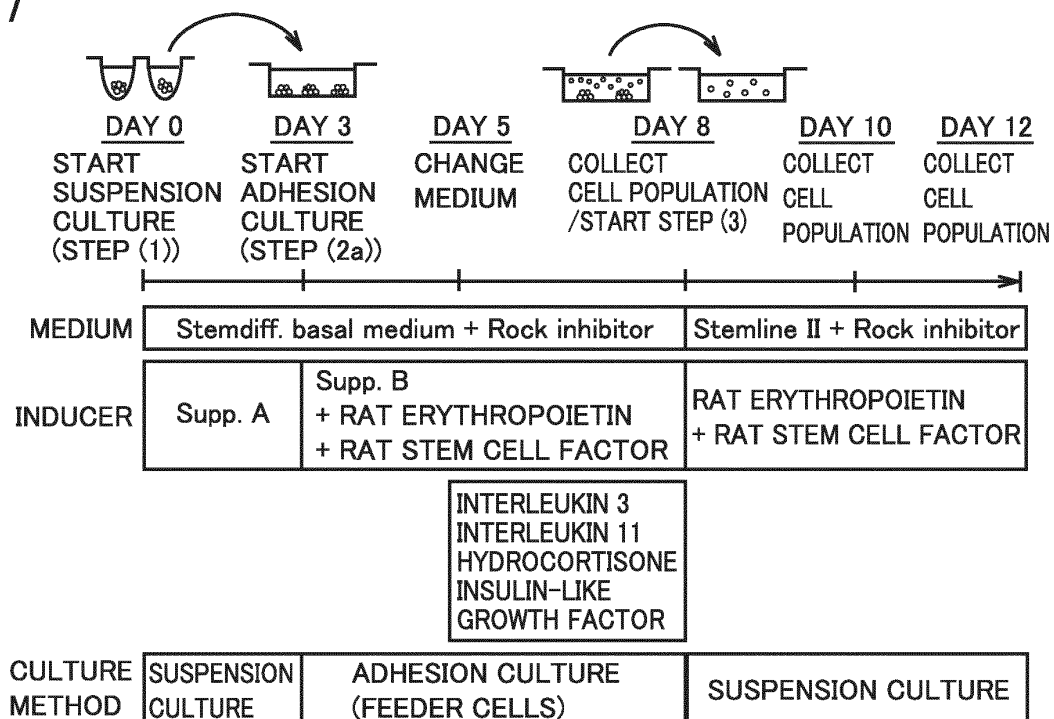 DAY 0
START
SUSPENSION
CULTURE
(STEP (1))
DAY 3
START
ADHESION
CULTURE
(STEP (2a))
DAY 5
CHANGE
MEDIUM
DAY 8
COLLECT
CELL POPULATION
/START STEP (3)
DAY 10
COLLECT
CELL
POPULATION
DAY 12
COLLECT
CELL
POPULATION
MEDIUM
Stemdiff. basal medium + Rock inhibitor
Stemline II + Rock inhibitor
INDUCER
Supp. A
Supp. B
+ RAT ERYTHROPOIETIN
+ RAT STEM CELL FACTOR
RAT ERYTHROPOIETIN
+ RAT STEM CELL FACTOR
INTERLEUKIN 3
INTERLEUKIN 11
HYDROCORTISONE
INSULIN-LIKE
GROWTH FACTOR
CULTURE
METHOD
SUSPENSION
CULTURE
ADHESION CULTURE
(FEEDER CELLS)
SUSPENSION CULTURE